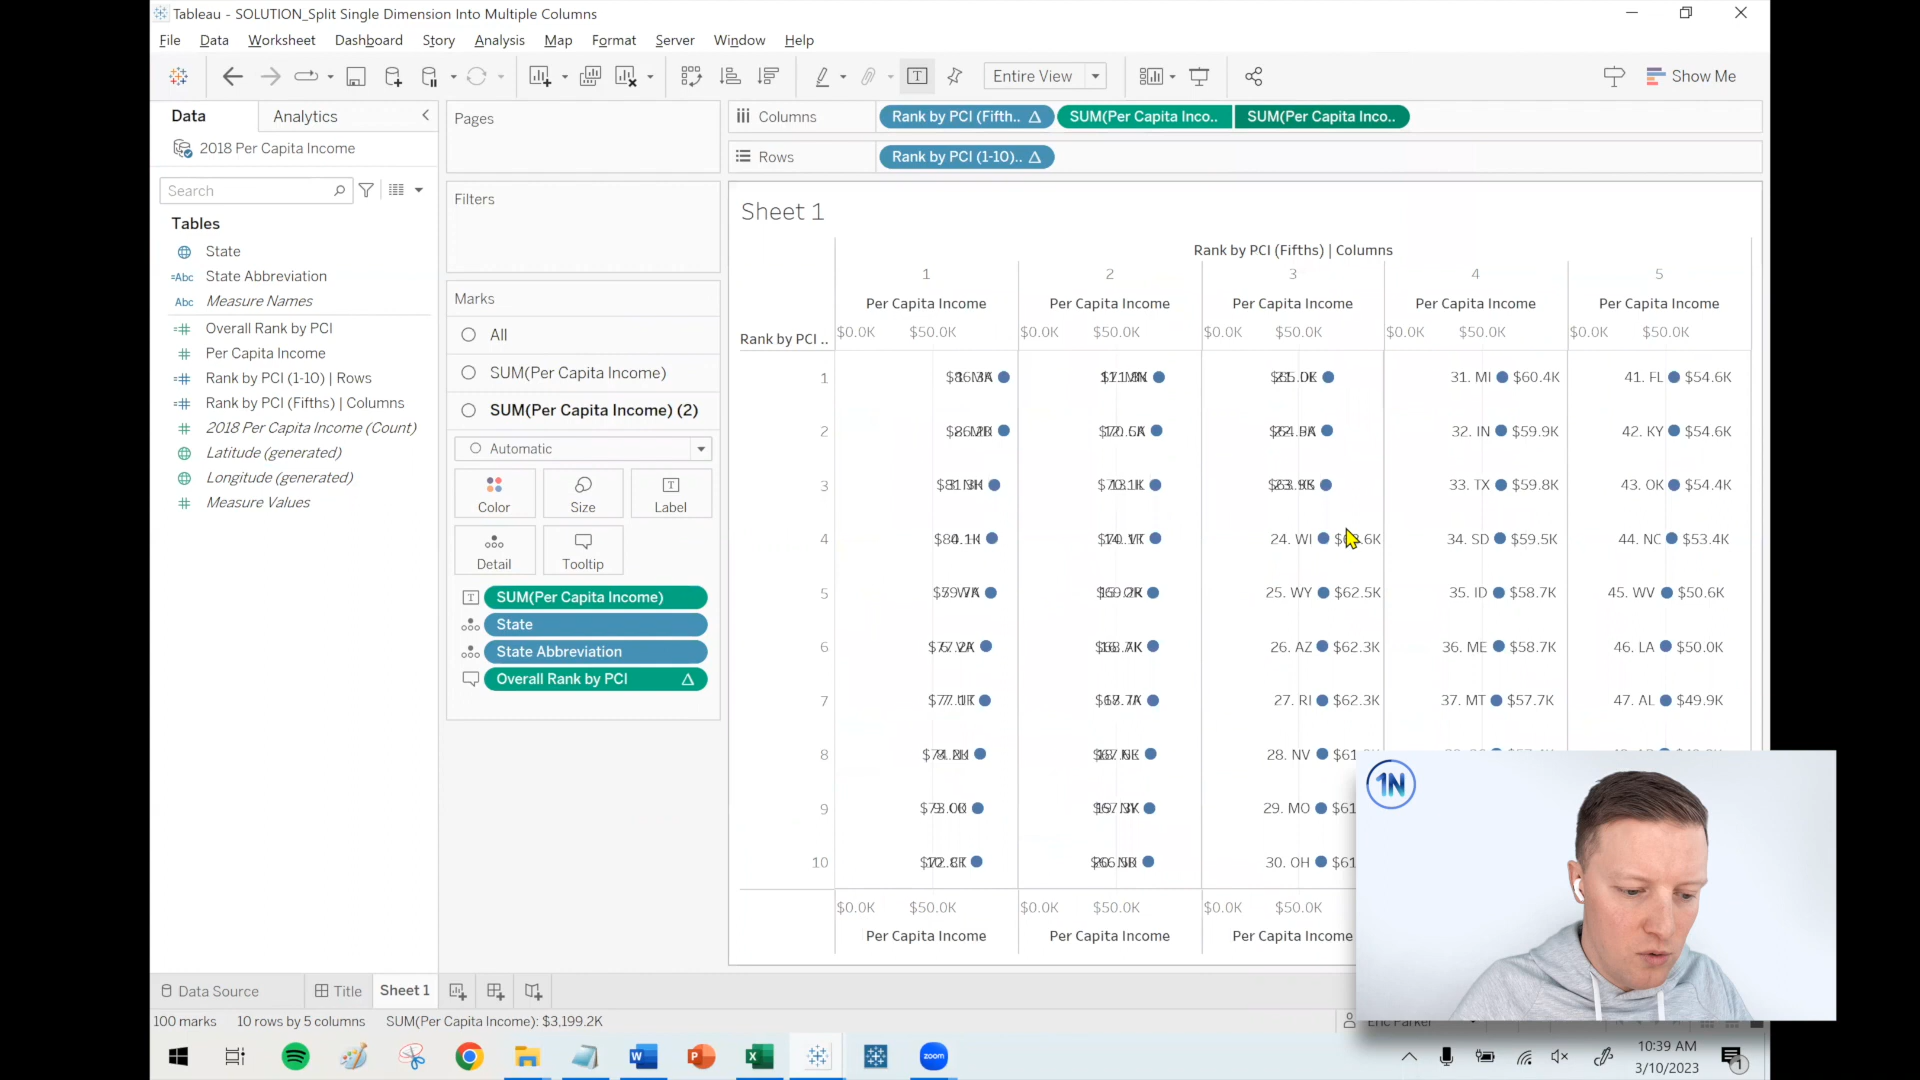 Tableau - SOLUTION_Split Single Dimension Into Multiple Columns
File Data Worksheet Dashboard Story Analysis Map Format Server Window Help
Entire View
Show Me
Data
Analytics
2018 Per Capita Income
Search
Tables
State
Abc State Abbreviation
Abc Measure Names
Overall Rank by PCI
Per Capita Income
Rank by PCI (1-10) | Rows
Rank by PCI (Fifths) | Columns
2018 Per Capita Income (Count)
Latitude (generated)
Longitude (generated)
Measure Values
Pages
Filters
Marks
All
SUM(Per Capita Income)
SUM(Per Capita Income) (2)
Automatic
Color Size Label
Detail Tooltip
SUM(Per Capita Income)
State
State Abbreviation
Overall Rank by PCI
Columns Rank by PCI (Fifth.. SUM(Per Capita Inco.. SUM(Per Capita Inco..
Rows Rank by PCI (1-10)..
Sheet 1
Rank by PCI (Fifths) | Columns
1 2 3 4 5
Per Capita Income Per Capita Income Per Capita Income Per Capita Income Per Capita Income
Rank by PCI ..
$0.0K $50.0K $0.0K $50.0K $0.0K $50.0K $0.0K $50.0K $0.0K $50.0K
1 31. MI $60.4K 41. FL $54.6K
2 32. IN $59.9K 42. KY $54.6K
3 33. TX $59.8K 43. OK $54.4K
4 24. WI 34. SD $59.5K 44. NC $53.4K
5 25. WY $62.5K 35. ID $58.7K 45. WV $50.6K
6 26. AZ $62.3K 36. ME $58.7K 46. LA $50.0K
7 27. RI $62.3K 37. MT $57.7K 47. AL $49.9K
8 28. NV
9 29. MO
10 30. OH
$0.0K $50.0K $0.0K $50.0K $0.0K $50.0K
Per Capita Income Per Capita Income Per Capita Income
1N
Data Source Title Sheet 1
100 marks 10 rows by 5 columns SUM(Per Capita Income): $3,199.2K
zoom
10:39 AM
3/10/2023
1